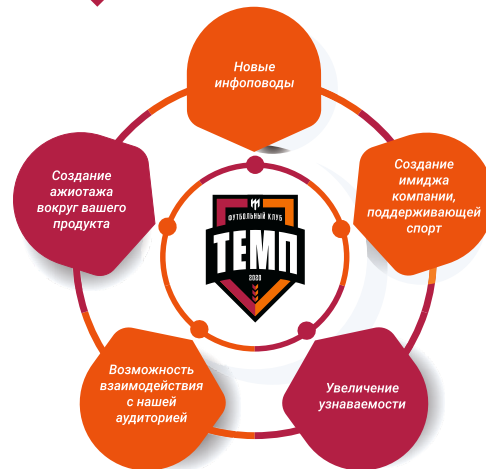 Новые
инфоповоды
Создание
имиджа
компании,
поддерживающей
спорт
Увеличение
узнаваемости
Возможность
взаимодействия
с нашей
аудиторией
Создание
ажиотажа
вокруг вашего
продукта
ФУТБОЛЬНЫЙ КЛУБ
ТЕМП
2020